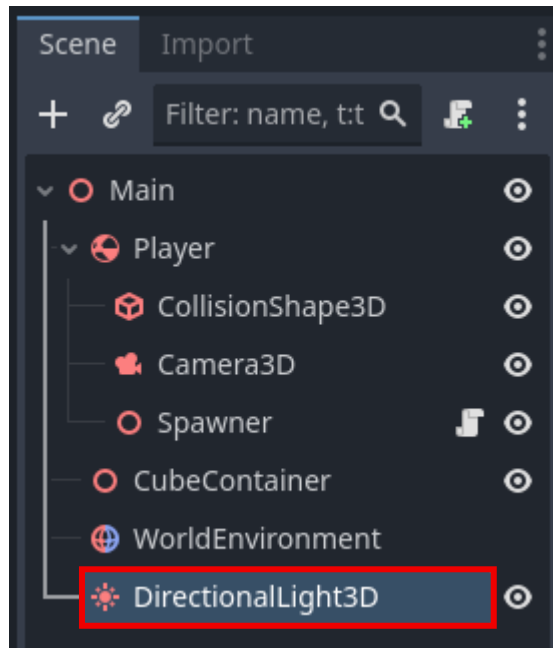 Scene Import
Filter: name, t:t
Main
Player
CollisionShape3D
Camera3D
Spawner
CubeContainer
WorldEnvironment
DirectionalLight3D